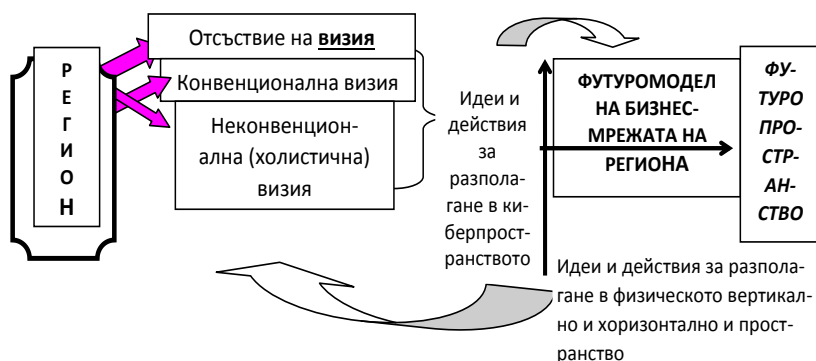 Р
Е
Г
И
О
Н
Отсъствие на визия
Конвенционална визия
Неконвенцион-
ална (холистична)
визия
Идеи и
действия
за
разпола-
гане в ки-
берпрост-
ранството
ФУТУРОМОДЕЛ
НА БИЗНЕС-
МРЕЖАТА НА
РЕГИОНА
ФУ-
ТУРО
ПРО-
СТР-
АН-
СТВО
Идеи и действия за разпола-
гане в физическото вертикал-
но и хоризонтално и прост-
ранство